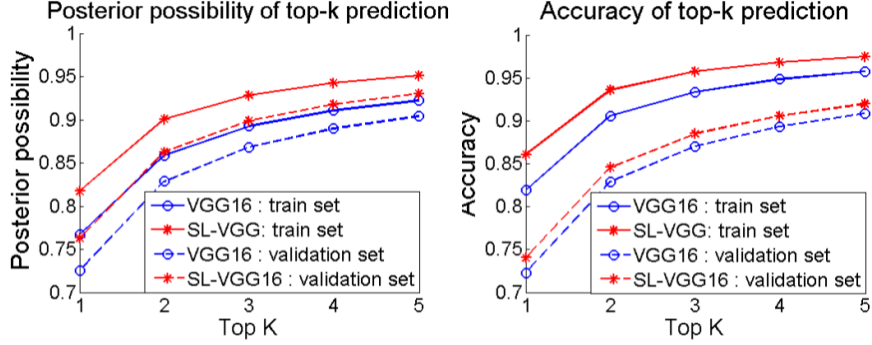 Posterior possibility of top-k prediction
Posterior possibility
1
0.95
0.9
0.85
0.8
0.75
0.7
1 2 3 4 5
Top K
VGG16 : train set
SL-VGG: train set
VGG16 : validation set
SL-VGG16 : validation set
Accuracy of top-k prediction
Accuracy
1
0.95
0.9
0.85
0.8
0.75
0.7
1 2 3 4 5
Top K
VGG16 : train set
SL-VGG : train set
VGG16 : validation set
SL-VGG16 : validation set